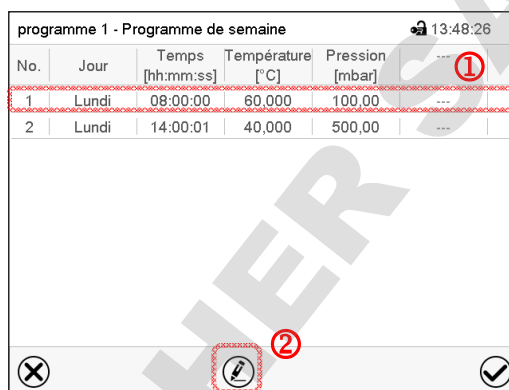 programme 1 - Programme de semaine 13:48:26
No. Jour Temps [hh:mm:ss] Température [°C] Pression [mbar] ---
①
1 Lundi 08:00:00 60,000 100,00 ---
2 Lundi 14:00:01 40,000 500,00 ---
②